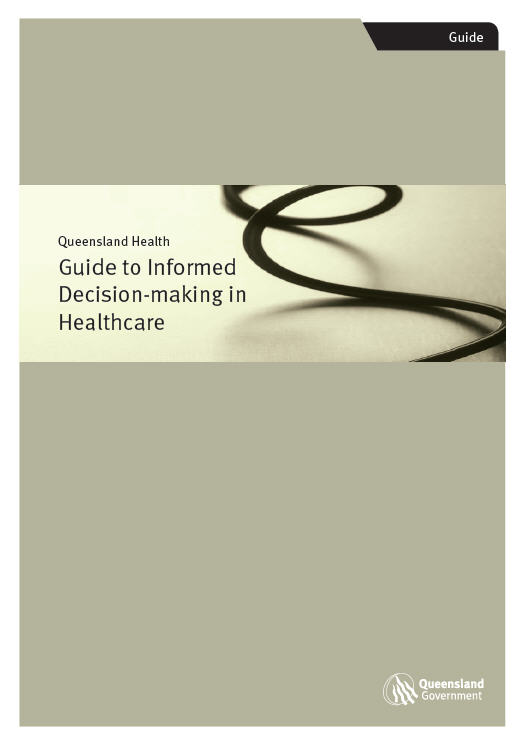 Guide
Queensland Health
Guide to Informed
Decision-making in
Healthcare
Queensland
Government